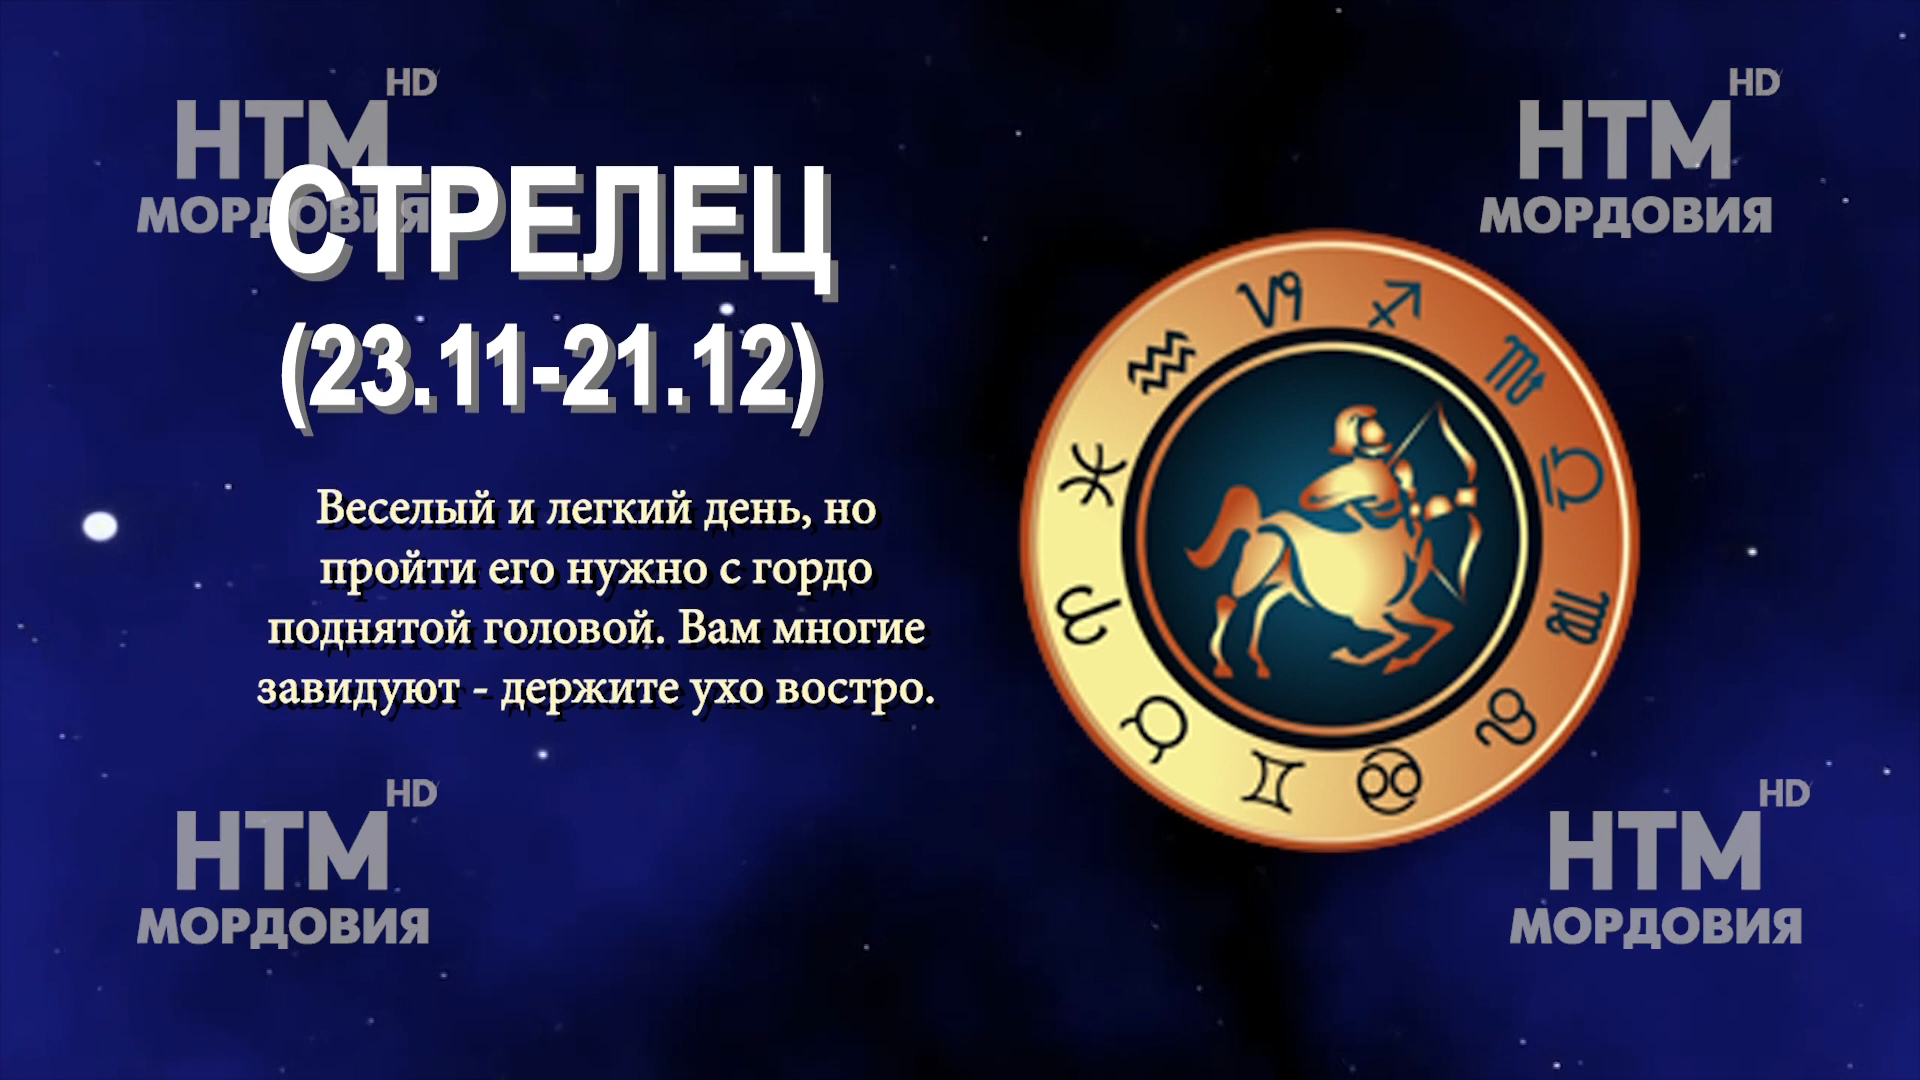 HD
НТМ
МОРДОВИЯ
HD
НТМ
МОРДОВИЯ
СТРЕЛЕЦ
(23.11-21.12)
Веселый и легкий день, но
пройти его нужно с гордо
поднятой головой. Вам многие
завидуют - держите ухо востро.
HD
НТМ
МОРДОВИЯ
HD
НТМ
МОРДОВИЯ